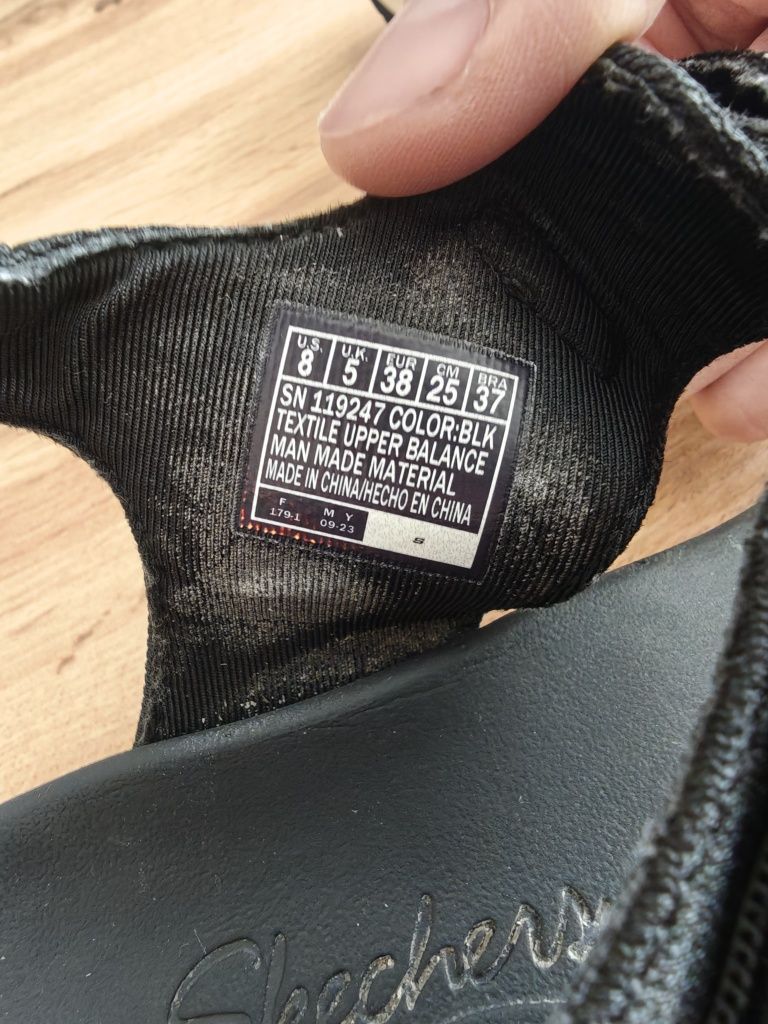 U.S. U.K. EUR CM BRA
8 5 38 25 37
SN 119247 COLOR:BLK
TEXTILE UPPER BALANCE
MAN MADE MATERIAL
MADE IN CHINA/HECHO EN CHINA
F M Y
179-1 09-23
S
Skechers